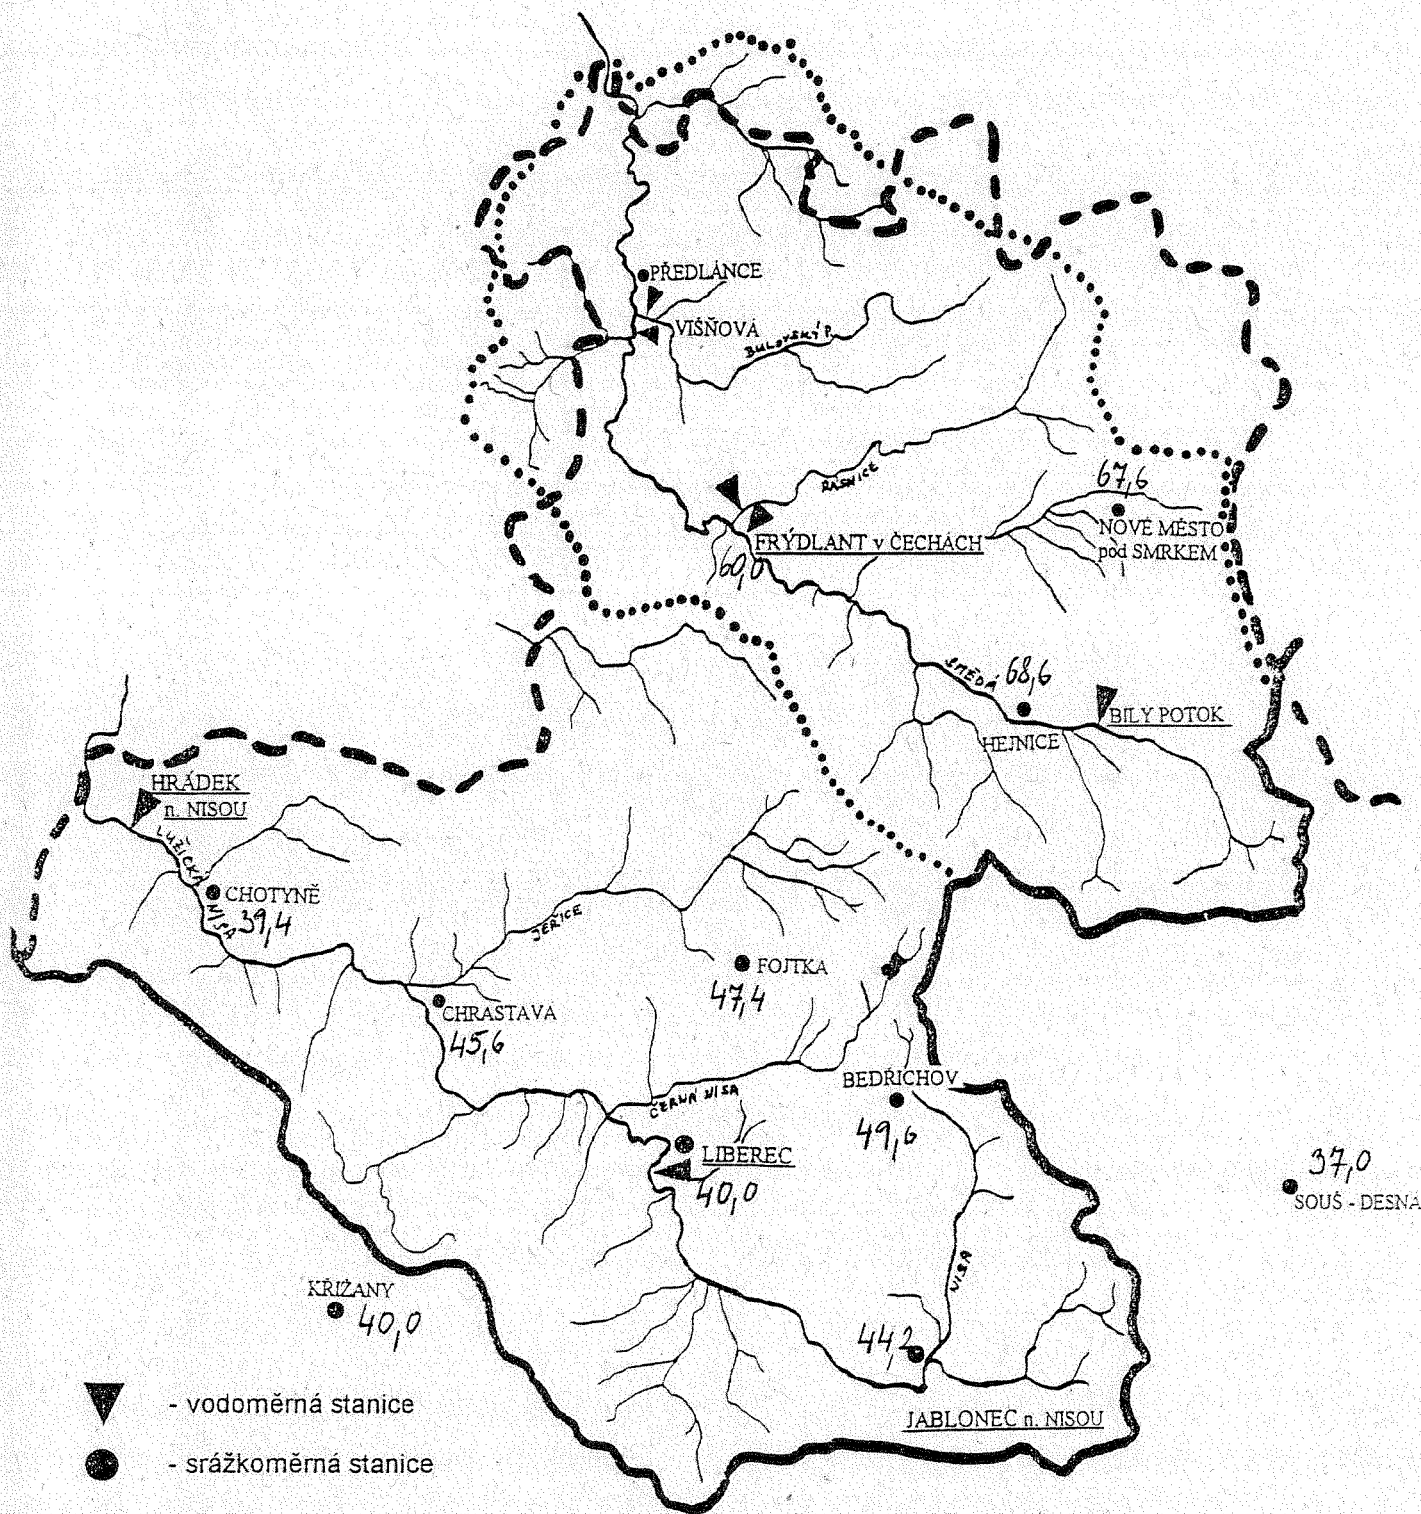 PŘEDLÁNCE
VIŠŇOVÁ
BULOVSKÝ P.
ŘASNICE
67,6
NOVÉ MĚSTO
pod SMRKEM
FRÝDLANT v ČECHÁCH
60,0
SMĚDÁ
68,6
BÍLÝ POTOK
HEJNICE
HRÁDEK
n. NISOU
LUŽICKÁ
NISA
CHOTYNĚ
39,4
JEŘICE
FOJTKA
47,4
CHRASTAVA
45,6
BEDŘICHOV
49,6
ČERNÁ NISA
LIBEREC
40,0
37,0
SOUŠ - DESNÁ
NISA
KŘIŽANY
40,0
44,2
JABLONEC n. NISOU
- vodoměrná stanice
- srážkoměrná stanice